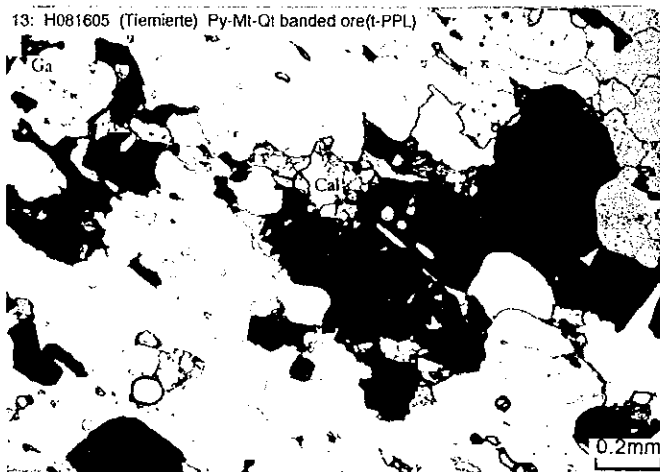 13: H081605 (Tiemierte) Py-Mt-Qt banded ore(t-PPL)
Ga
Cal
0.2mm